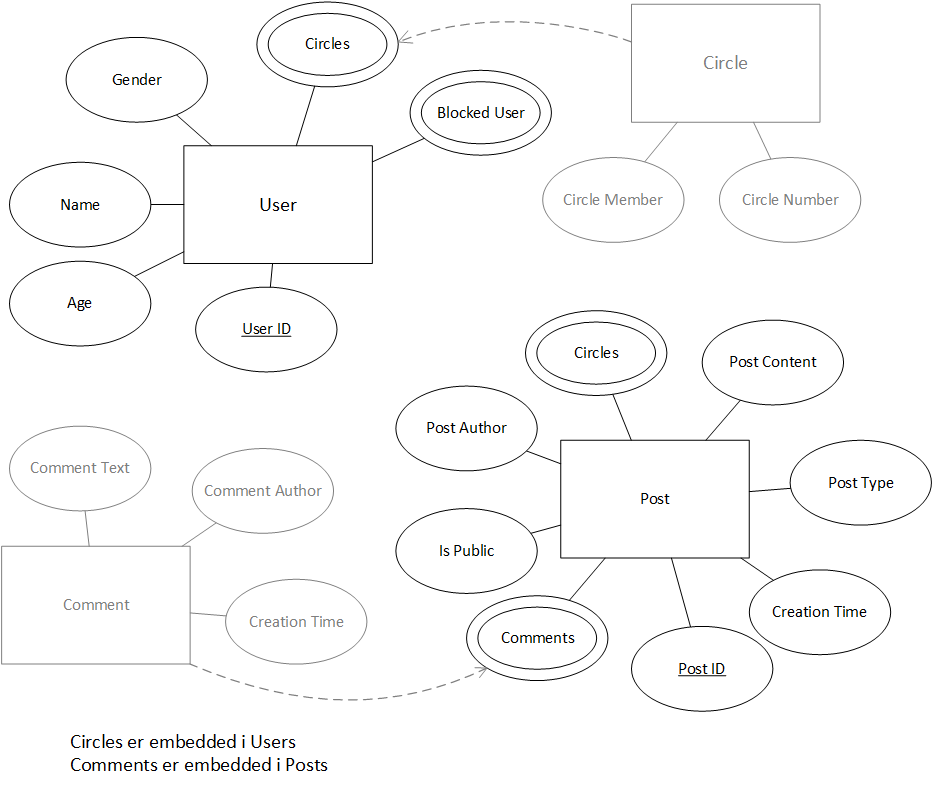 Circles
Circle
Gender
Blocked User
Name
User
Circle Member
Circle Number
Age
User ID
Circles
Post Content
Post Author
Comment Text
Comment Author
Post Type
Post
Is Public
Comment
Creation Time
Creation Time
Comments
Post ID
Circles er embedded i Users
Comments er embedded i Posts